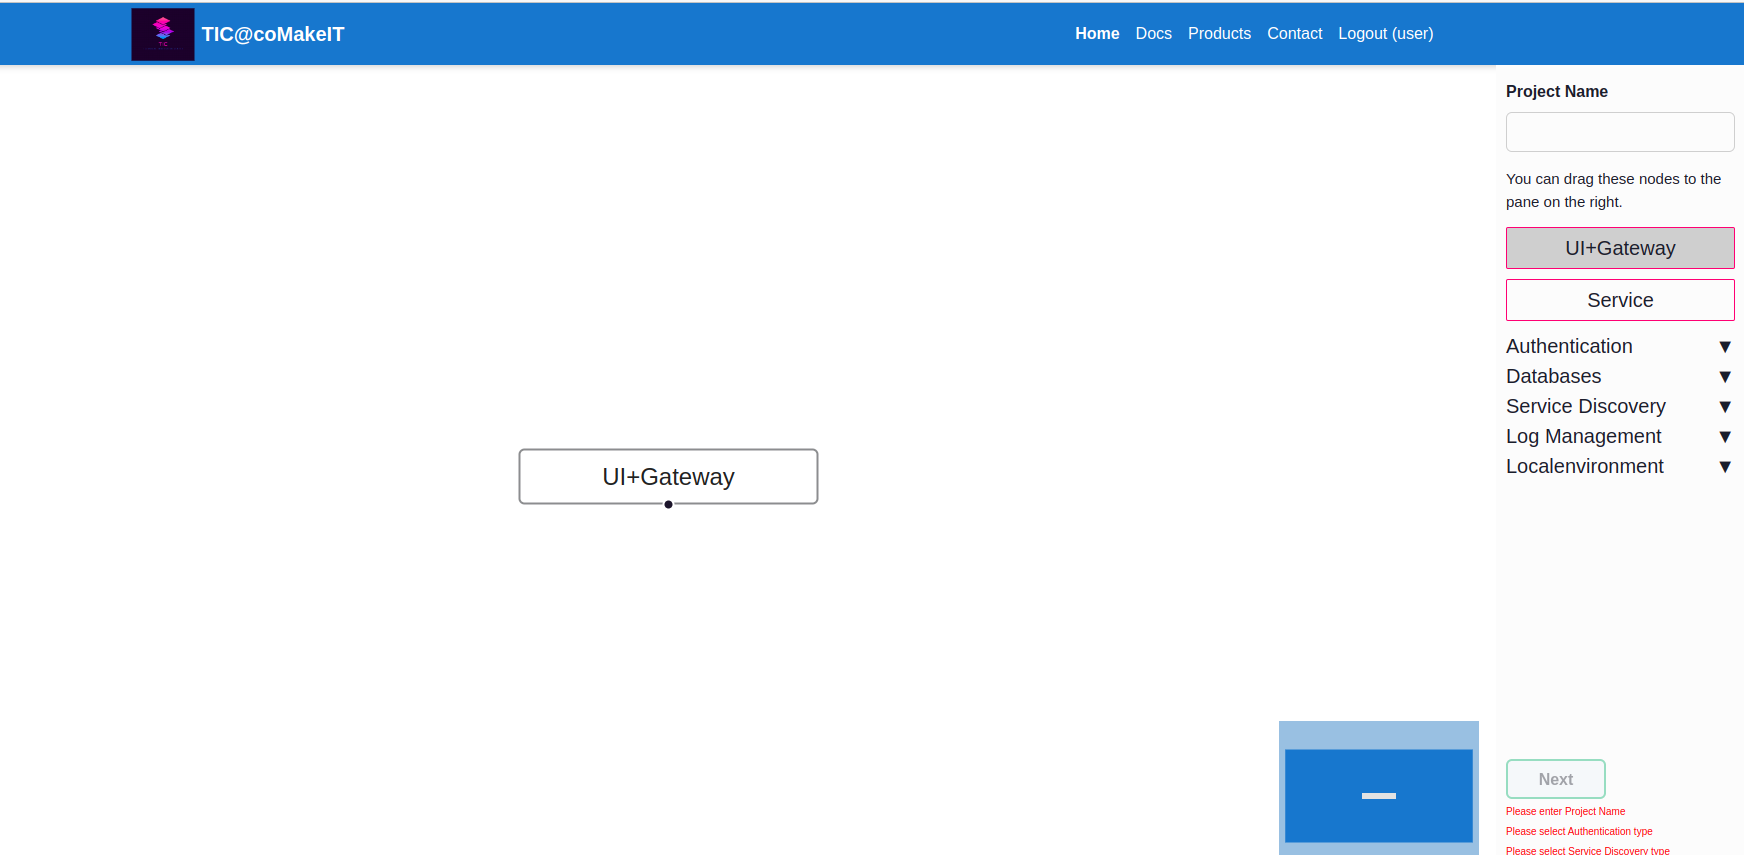 TIC
TIC@coMakeIT
Home Docs Products Contact Logout (user)
Project Name
You can drag these nodes to the
pane on the right.
UI+Gateway
Service
Authentication ▼
Databases ▼
Service Discovery ▼
Log Management ▼
Localenvironment ▼
UI+Gateway
Next
Please enter Project Name
Please select Authentication type
Please select Service Discovery type